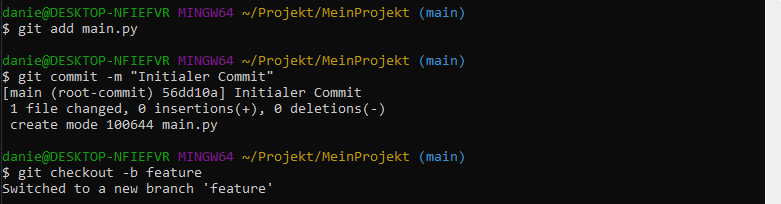 danie@DESKTOP-NFIEFVR MINGW64 ~/Projekt/MeinProjekt (main)
$ git add main.py
danie@DESKTOP-NFIEFVR MINGW64 ~/Projekt/MeinProjekt (main)
$ git commit -m "Initialer Commit"
[main (root-commit) 56dd10a] Initialer Commit
 1 file changed, 0 insertions(+), 0 deletions(-)
 create mode 100644 main.py
danie@DESKTOP-NFIEFVR MINGW64 ~/Projekt/MeinProjekt (main)
$ git checkout -b feature
Switched to a new branch 'feature'